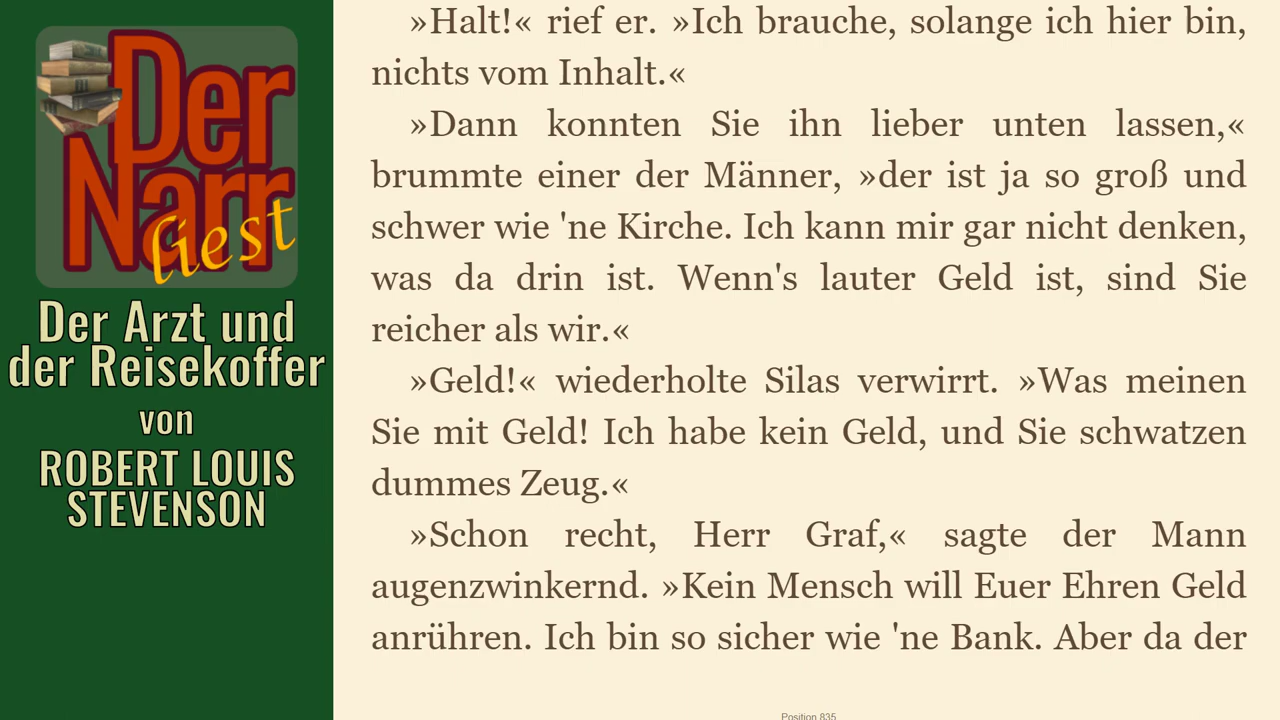 Der
Narr
liest
Der Arzt und
der Reisekoffer
von
ROBERT LOUIS
STEVENSON
»Halt!« rief er. »Ich brauche, solange ich hier bin,
nichts vom Inhalt.«
»Dann konnten Sie ihn lieber unten lassen,«
brummte einer der Männer, »der ist ja so groß und
schwer wie 'ne Kirche. Ich kann mir gar nicht denken,
was da drin ist. Wenn's lauter Geld ist, sind Sie
reicher als wir.«
»Geld!« wiederholte Silas verwirrt. »Was meinen
Sie mit Geld! Ich habe kein Geld, und Sie schwatzen
dummes Zeug.«
»Schon recht, Herr Graf,« sagte der Mann
augenzwinkernd. »Kein Mensch will Euer Ehren Geld
anrühren. Ich bin so sicher wie 'ne Bank. Aber da der
Position 835